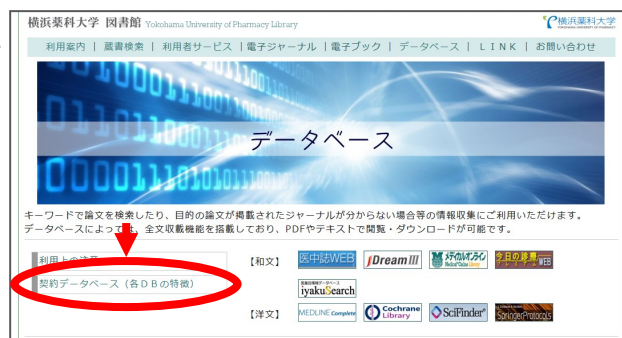 横浜薬科大学 図書館 Yokohama University of Pharmacy Library
横浜薬科大学
利用案内 | 蔵書検索 | 利用者サービス | 電子ジャーナル | 電子ブック | データベース | LINK | お問い合わせ
データベース
キーワードで論文を検索したり、目的の論文が掲載されたジャーナルが分からない場合等の情報収集にご利用いただけます。
データベースによっては、全文収載機能を搭載しており、PDFやテキストで閲覧・ダウンロードが可能です。
利用上の注意
契約データベース（各DBの特徴）
【和文】 医中誌WEB JDreamIII メディカルオンライン Medical*Online Library 今日の診療 WEB
iyakuSearch
【洋文】 MEDLINE Complete Cochrane Library SciFinder® SpringerProtocols